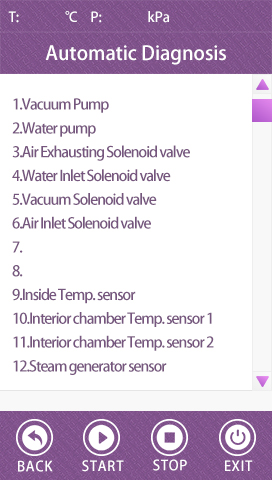 T: ℃ P: kPa
Automatic Diagnosis
1.Vacuum Pump
2.Water pump
3.Air Exhausting Solenoid valve
4.Water Inlet Solenoid valve
5.Vacuum Solenoid valve
6.Air Inlet Solenoid valve
7.
8.
9.Inside Temp. sensor
10.Interior chamber Temp. sensor 1
11.Interior chamber Temp. sensor 2
12.Steam generator sensor
BACK START STOP EXIT